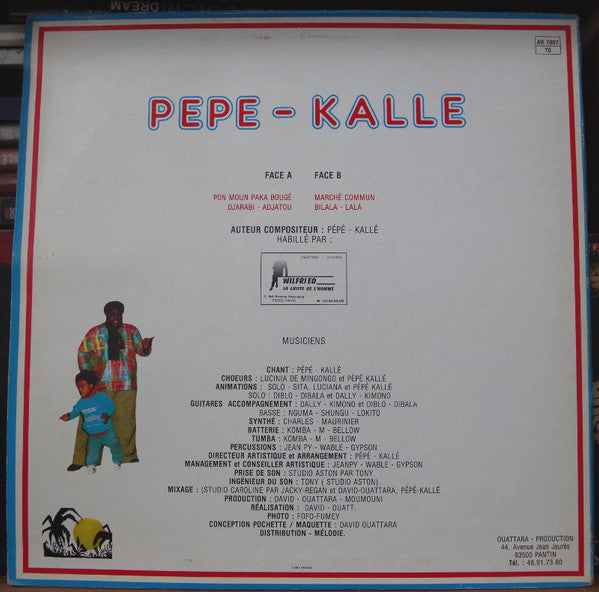 DREAM
AR 1007
70
PEPE - KALLE
FACE A FACE B
PON MOUN PAKA BOUGÉ MARCHÉ COMMUN
DJARABI - ADJATOU BILALA - LALA
AUTEUR COMPOSITEUR : PÉPÉ - KALLÉ
HABILLÉ PAR :
WILFRIED
LA GRIFFE DE L'HOMME
MUSICIENS
CHANT : PÉPÉ - KALLÉ
CHOEURS : LUCINIA DE MINGONGO et PÉPÉ KALLÉ
ANIMATIONS : SOLO - SITA, LUCIANA et PÉPÉ KALLÉ
SOLO : DIBLO - DIBALA et DALLY - KIMONO
GUITARES ACCOMPAGNEMENT : DALLY - KIMONO et DIBLO - DIBALA
BASSE : NGUMA - SHUNGU - LOKITO
SYNTHÉ : CHARLES - MAURINIER
BATTERIE : KOMBA - M - BELLOW
TUMBA : KOMBA - M - BELLOW
PERCUSSIONS : JEAN PY - WABLE - GYPSON
DIRECTEUR ARTISTIQUE et ARRANGEMENT : PÉPÉ - KALLÉ
MANAGEMENT et CONSEILLER ARTISTIQUE : JEANPY - WABLE - GYPSON
PRISE DE SON : STUDIO ASTON PAR TONY
INGÉNIEUR DU SON : TONY ( STUDIO ASTON)
MIXAGE : (STUDIO CAROLINE PAR JACKY-REGAN et DAVID-OUATTARA, PÉPÉ-KALLÉ
PRODUCTION : DAVID - OUATTARA - MOUMOUNI
RÉALISATION : DAVID - OUATT.
PHOTO : FOFO-FUMEY
CONCEPTION POCHETTE / MAQUETTE : DAVID OUATTARA
DISTRIBUTION - MÉLODIE.
OUATTARA - PRODUCTION
44, Avenue Jean Jaurès
93500 PANTIN
Tél. : 48.91.73.80